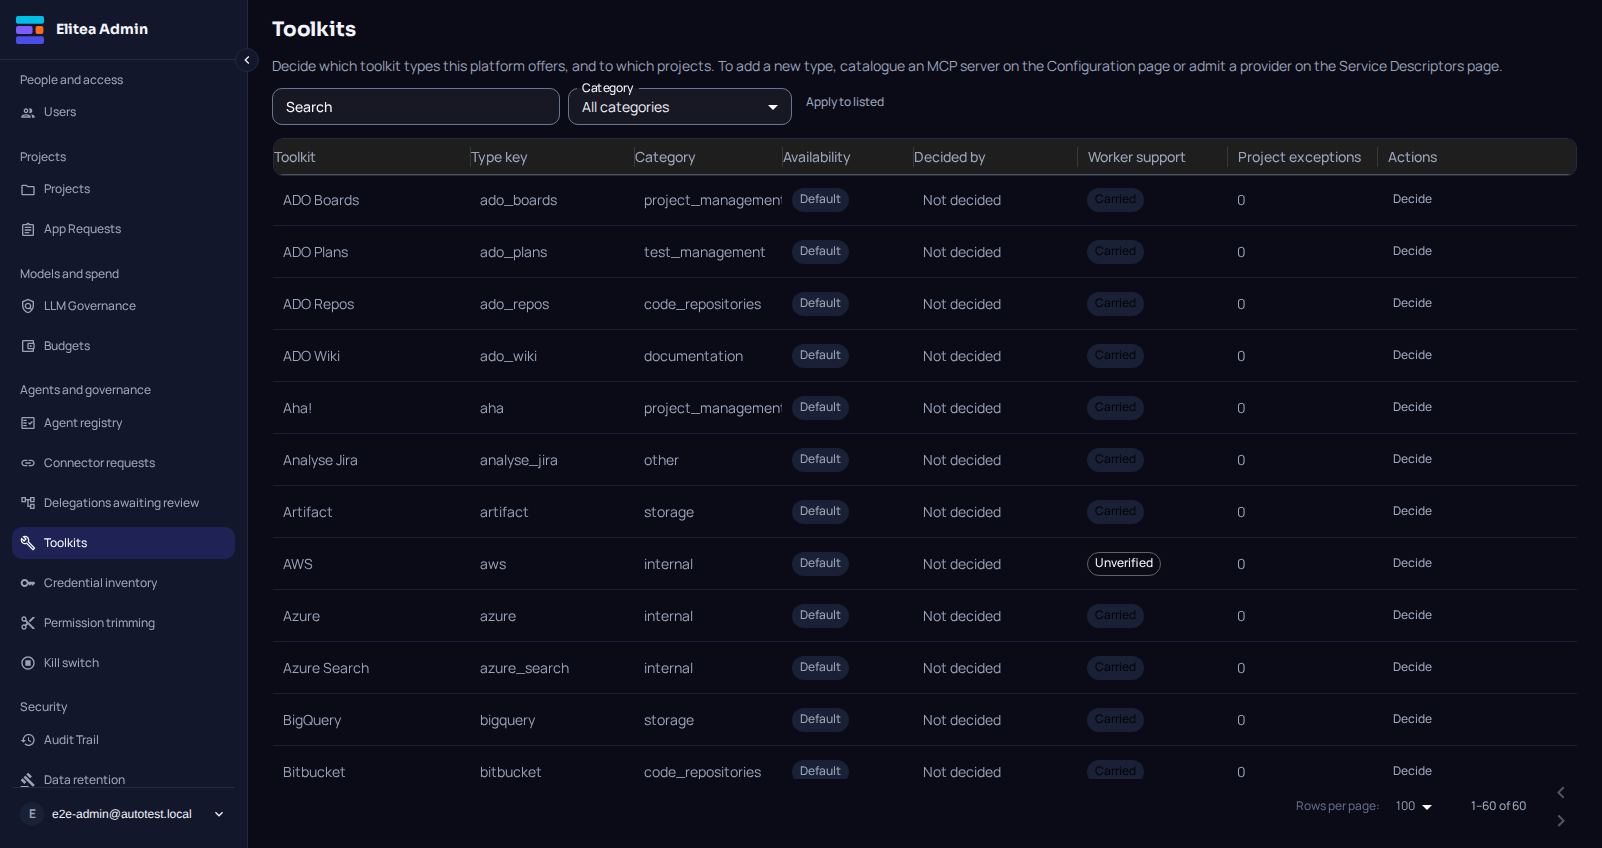 Elitea Admin
People and access
Users
Projects
Projects
App Requests
Models and spend
LLM Governance
Budgets
Agents and governance
Agent registry
Connector requests
Delegations awaiting review
Toolkits
Credential inventory
Permission trimming
Kill switch
Security
Audit Trail
Data retention
E e2e-admin@autotest.local
Toolkits
Decide which toolkit types this platform offers, and to which projects. To add a new type, catalogue an MCP server on the Configuration page or admit a provider on the Service Descriptors page.
Search
Category
All categories
Apply to listed
Toolkit Type key Category Availability Decided by Worker support Project exceptions Actions
ADO Boards ado_boards project_management Default Not decided Carried 0 Decide
ADO Plans ado_plans test_management Default Not decided Carried 0 Decide
ADO Repos ado_repos code_repositories Default Not decided Carried 0 Decide
ADO Wiki ado_wiki documentation Default Not decided Carried 0 Decide
Aha! aha project_management Default Not decided Carried 0 Decide
Analyse Jira analyse_jira other Default Not decided Carried 0 Decide
Artifact artifact storage Default Not decided Carried 0 Decide
AWS aws internal Default Not decided Unverified 0 Decide
Azure azure internal Default Not decided Carried 0 Decide
Azure Search azure_search internal Default Not decided Carried 0 Decide
BigQuery bigquery storage Default Not decided Carried 0 Decide
Bitbucket bitbucket code_repositories Default Not decided Carried 0 Decide
Rows per page: 100 1–60 of 60